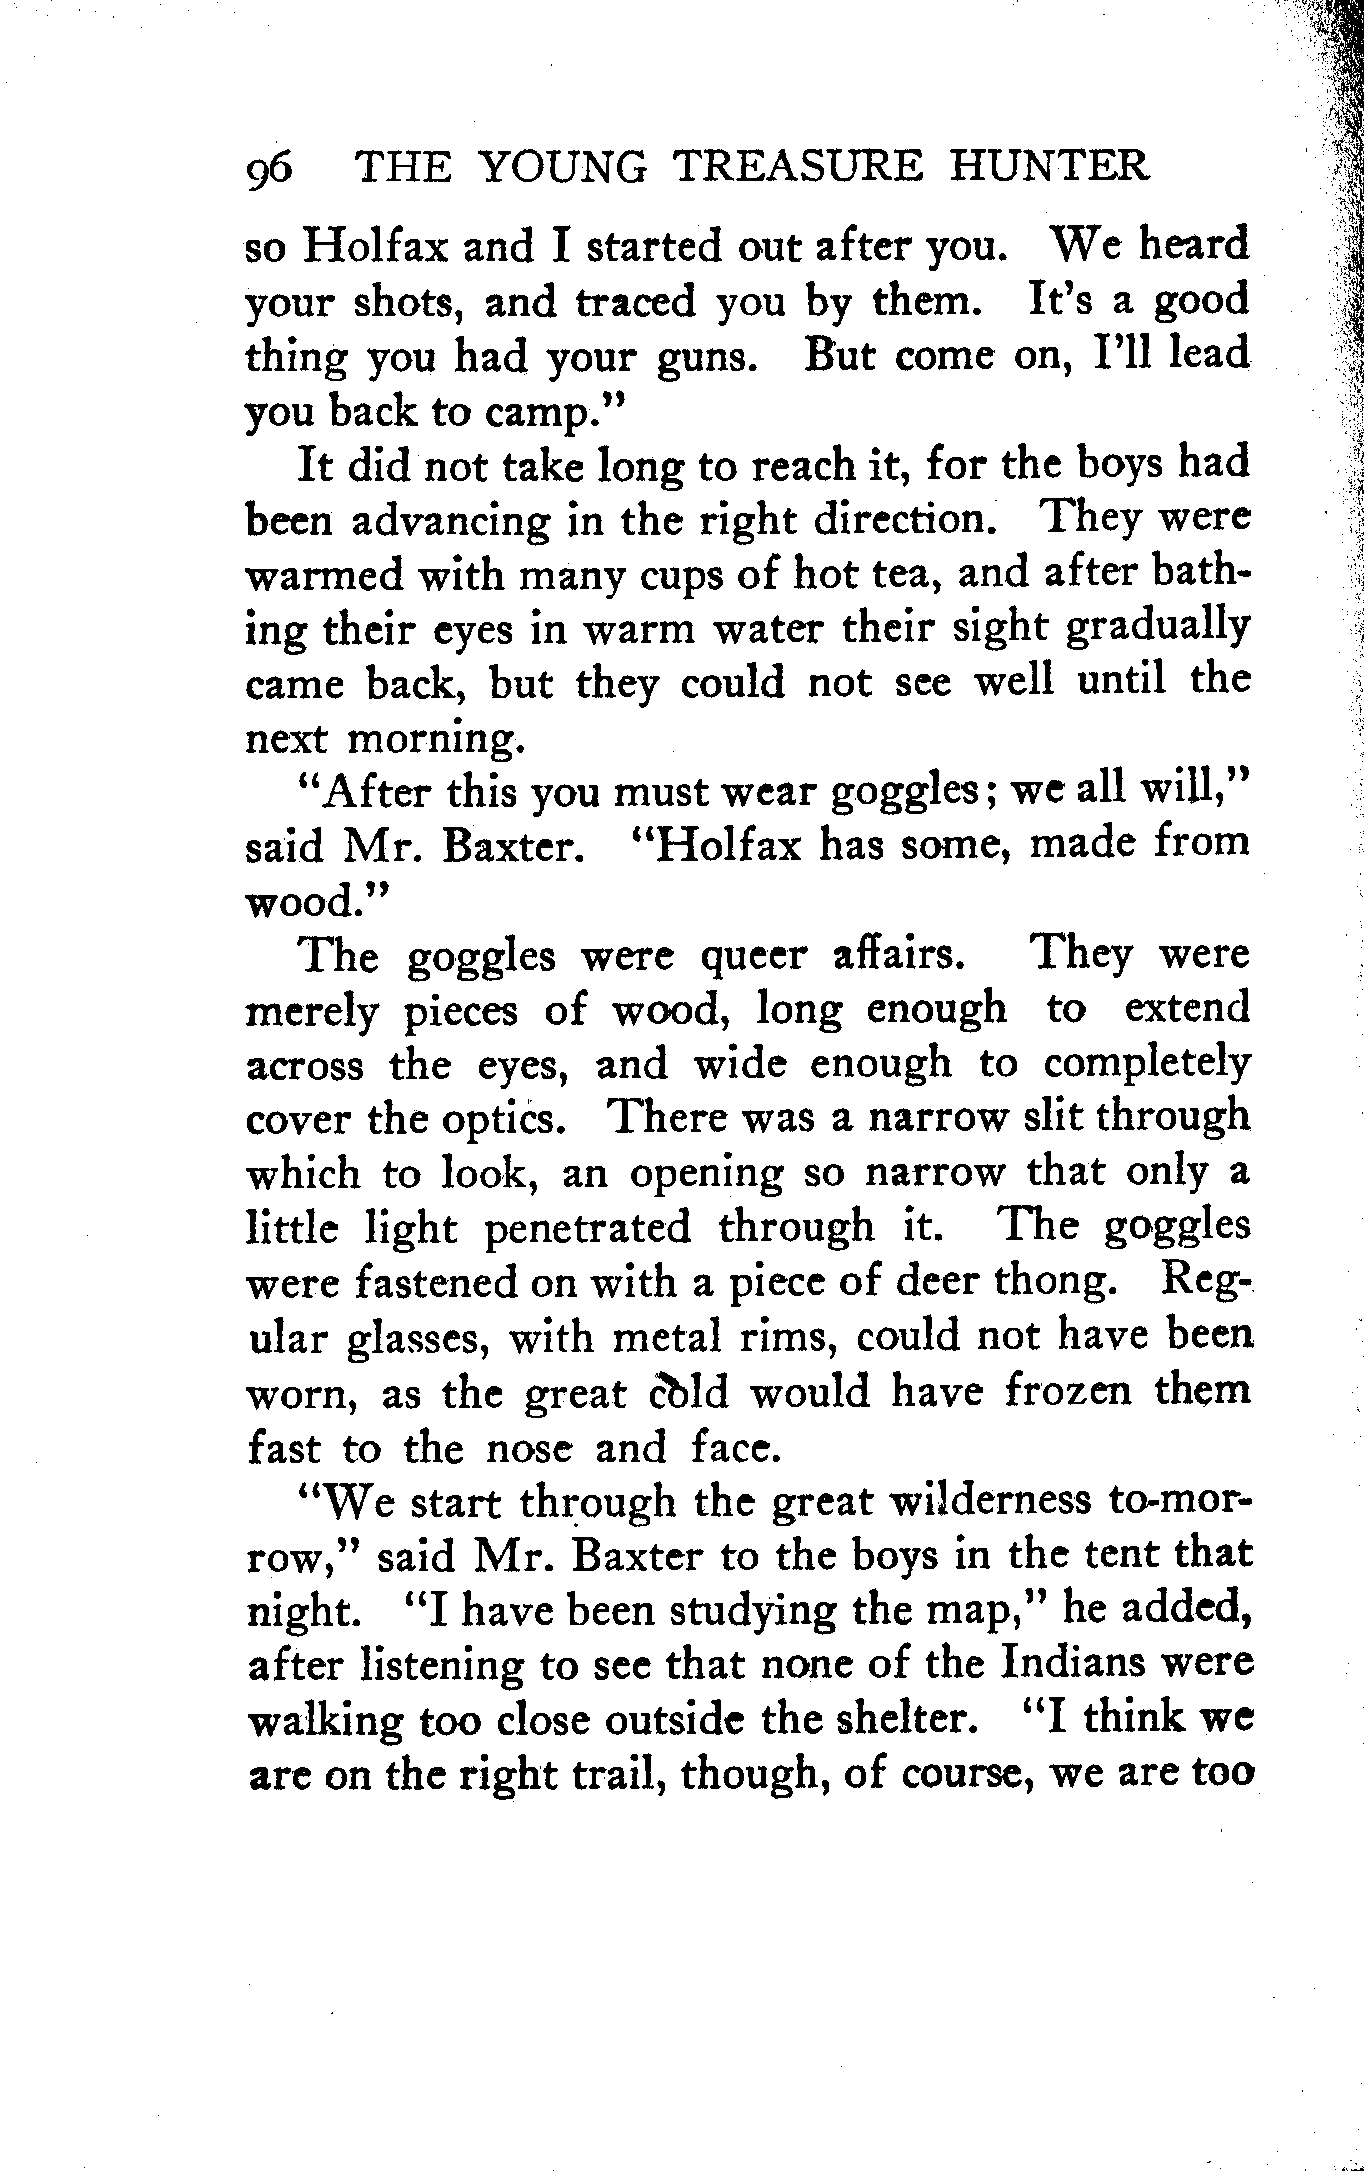 96 THE YOUNG TREASURE HUNTER
so Holfax and I started out after you. We heard
your shots, and traced you by them. It's a good
thing you had your guns. But come on, I'll lead
you back to camp."
It did not take long to reach it, for the boys had
been advancing in the right direction. They were
warmed with many cups of hot tea, and after bath-
ing their eyes in warm water their sight gradually
came back, but they could not see well until the
next morning.
"After this you must wear goggles; we all will,"
said Mr. Baxter. "Holfax has some, made from
wood."
The goggles were queer affairs. They were
merely pieces of wood, long enough to extend
across the eyes, and wide enough to completely
cover the optics. There was a narrow slit through
which to look, an opening so narrow that only a
little light penetrated through it. The goggles
were fastened on with a piece of deer thong. Reg-
ular glasses, with metal rims, could not have been
worn, as the great cold would have frozen them
fast to the nose and face.
"We start through the great wilderness to-mor-
row," said Mr. Baxter to the boys in the tent that
night. "I have been studying the map," he added,
after listening to see that none of the Indians were
walking too close outside the shelter. "I think we
are on the right trail, though, of course, we are too